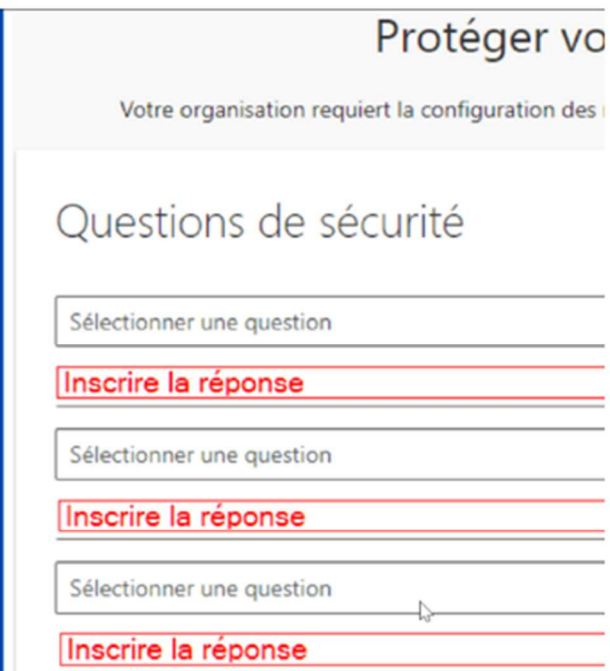 Protéger vo
Votre organisation requiert la configuration des
Questions de sécurité
Sélectionner une question
Inscrire la réponse
Sélectionner une question
Inscrire la réponse
Sélectionner une question
Inscrire la réponse